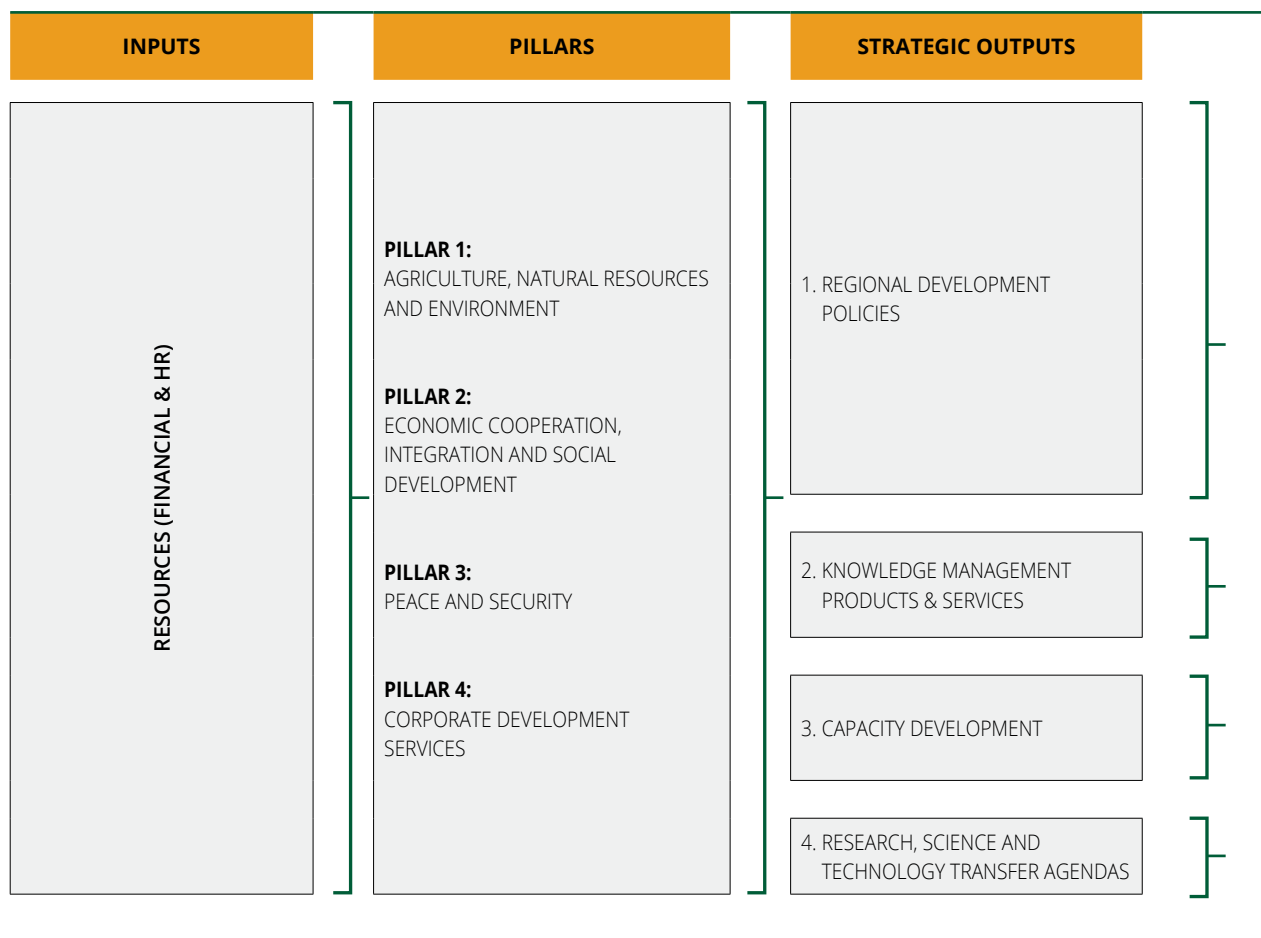 INPUTS
PILLARS
STRATEGIC OUTPUTS
RESOURCES (FINANCIAL & HR)
PILLAR 1:
AGRICULTURE, NATURAL RESOURCES
AND ENVIRONMENT
PILLAR 2:
ECONOMIC COOPERATION,
INTEGRATION AND SOCIAL
DEVELOPMENT
PILLAR 3:
PEACE AND SECURITY
PILLAR 4:
CORPORATE DEVELOPMENT
SERVICES
1. REGIONAL DEVELOPMENT
POLICIES
2. KNOWLEDGE MANAGEMENT
PRODUCTS & SERVICES
3. CAPACITY DEVELOPMENT
4. RESEARCH, SCIENCE AND
TECHNOLOGY TRANSFER AGENDAS